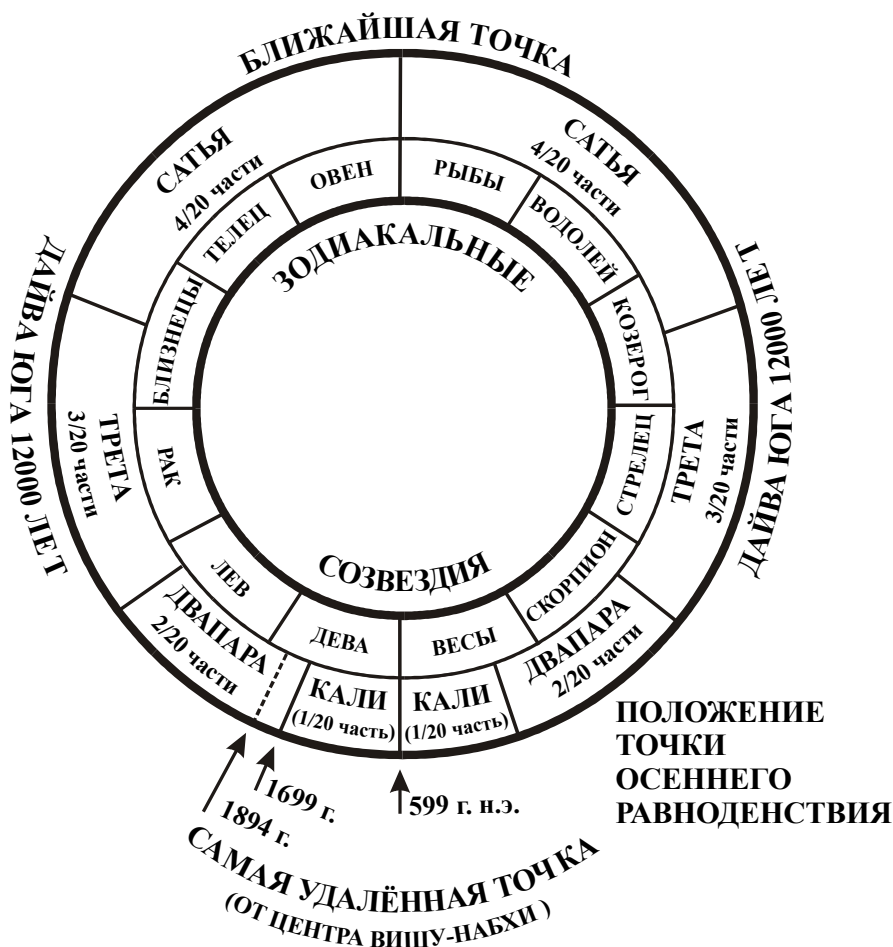 БЛИЖАЙШАЯ ТОЧКА
САТЬЯ
4/20 части
САТЬЯ
4/20 части
ОВЕН
РЫБЫ
ТЕЛЕЦ
ВОДОЛЕЙ
ЗОДИАКАЛЬНЫЕ
БЛИЗНЕЦЫ
КОЗЕРОГ
ДАЙВА ЮГА 12000 ЛЕТ
ДАЙВА ЮГА 12000 ЛЕТ
ТРЕТА
3/20 части
РАК
СТРЕЛЕЦ
ТРЕТА
3/20 части
СОЗВЕЗДИЯ
ЛЕВ
СКОРПИОН
ДЕВА
ВЕСЫ
ДВАПАРА
2/20 части
ДВАПАРА
2/20 части
КАЛИ
(1/20 часть)
КАЛИ
(1/20 часть)
ПОЛОЖЕНИЕ
ТОЧКИ
ОСЕННЕГО
РАВНОДЕНСТВИЯ
1699 г.
1894 г.
599 г. н.э.
САМАЯ УДАЛЁННАЯ ТОЧКА
(ОТ ЦЕНТРА ВИШУ-НАБХИ )